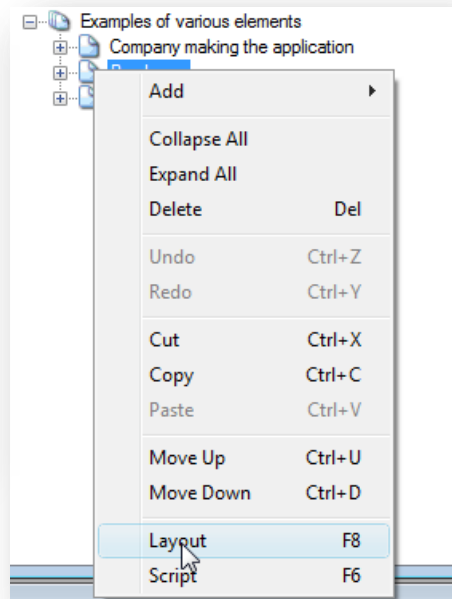 Examples of various elements
Company making the application
Add
Collapse All
Expand All
Delete Del
Undo Ctrl+Z
Redo Ctrl+Y
Cut Ctrl+X
Copy Ctrl+C
Paste Ctrl+V
Move Up Ctrl+U
Move Down Ctrl+D
Layout F8
Script F6